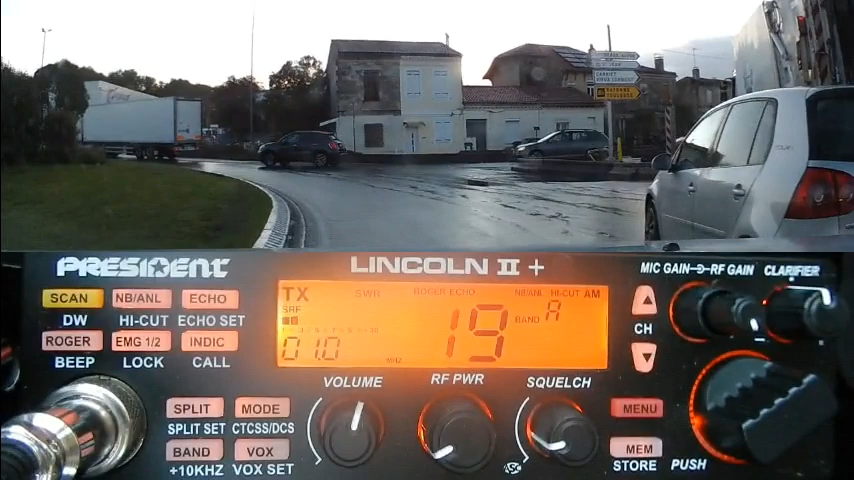 PRESIDENT
LINCOLN II +
MIC GAIN RF GAIN CLARIFIER
SCAN NB/ANL ECHO
DW HI-CUT ECHO SET
ROGER EMG 1/2 INDIC
BEEP LOCK CALL
TX SWR ROGER ECHO NB/ANL HI-CUT AM
SRF
19 BAND A
01.0 MHZ
CH
VOLUME RF PWR SQUELCH
SPLIT MODE
SPLIT SET CTCSS/DCS
BAND VOX
+10KHZ VOX SET
MENU
MEM
STORE PUSH